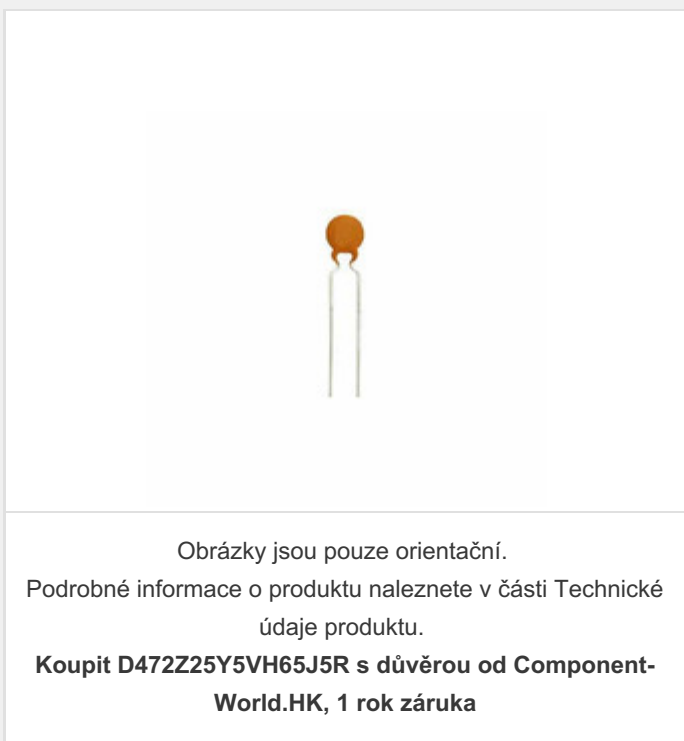 Obrázky jsou pouze orientační.
Podrobné informace o produktu naleznete v části Technické
údaje produktu.
Koupit D472Z25Y5VH65J5R s důvěrou od Component-
World.HK, 1 rok záruka